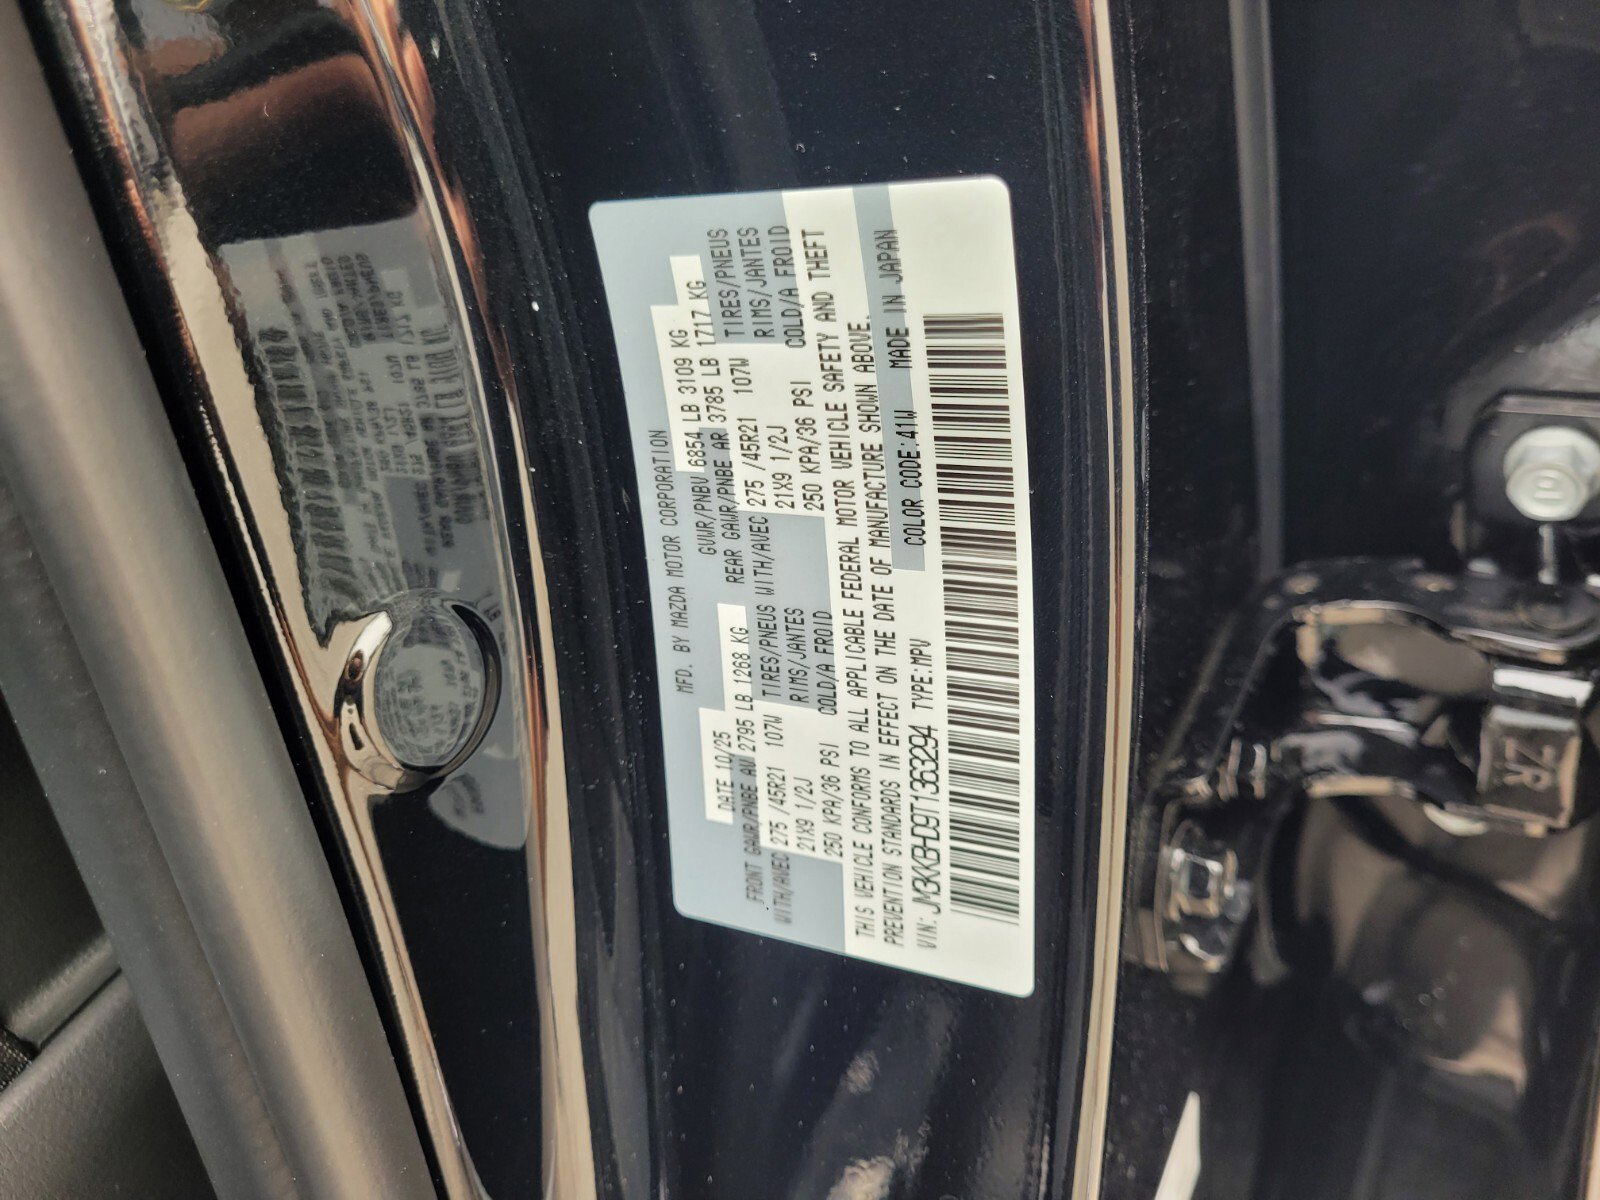 MFD. BY MAZDA MOTOR CORPORATION
DATE 10/25 GVWR/PNBV 6854 LB 3109 KG
FRONT GAWR/PNBE AV 2795 LB 1268 KG REAR GAWR/PNBE AR 3785 LB 1717 KG
WITH/AVEC 275 /45R21 107W TIRES/PNEUS WITH/AVEC 275 /45R21 107W TIRES/PNEUS
21X9 1/2J RIMS/JANTES 21X9 1/2J RIMS/JANTES
250 KPA/36 PSI COLD/A FROID 250 KPA/36 PSI COLD/A FROID
THIS VEHICLE CONFORMS TO ALL APPLICABLE FEDERAL MOTOR VEHICLE SAFETY AND THEFT
PREVENTION STANDARDS IN EFFECT ON THE DATE OF MANUFACTURE SHOWN ABOVE.
VIN: JM3KKBHD9T1363294 TYPE:MPV COLOR CODE:41W MADE IN JAPAN
ZR